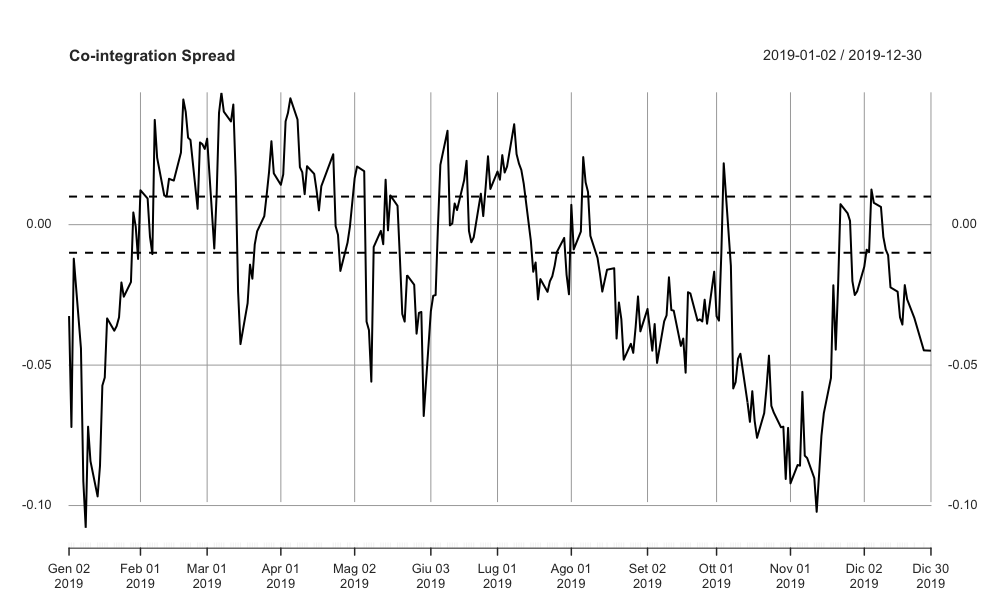 Co-integration Spread 2019-01-02 / 2019-12-30
0.00 0.00
-0.05 -0.05
-0.10 -0.10
Gen 02 Feb 01 Mar 01 Apr 01 Mag 02 Giu 03 Lug 01 Ago 01 Set 02 Ott 01 Nov 01 Dic 02 Dic 30
2019 2019 2019 2019 2019 2019 2019 2019 2019 2019 2019 2019 2019